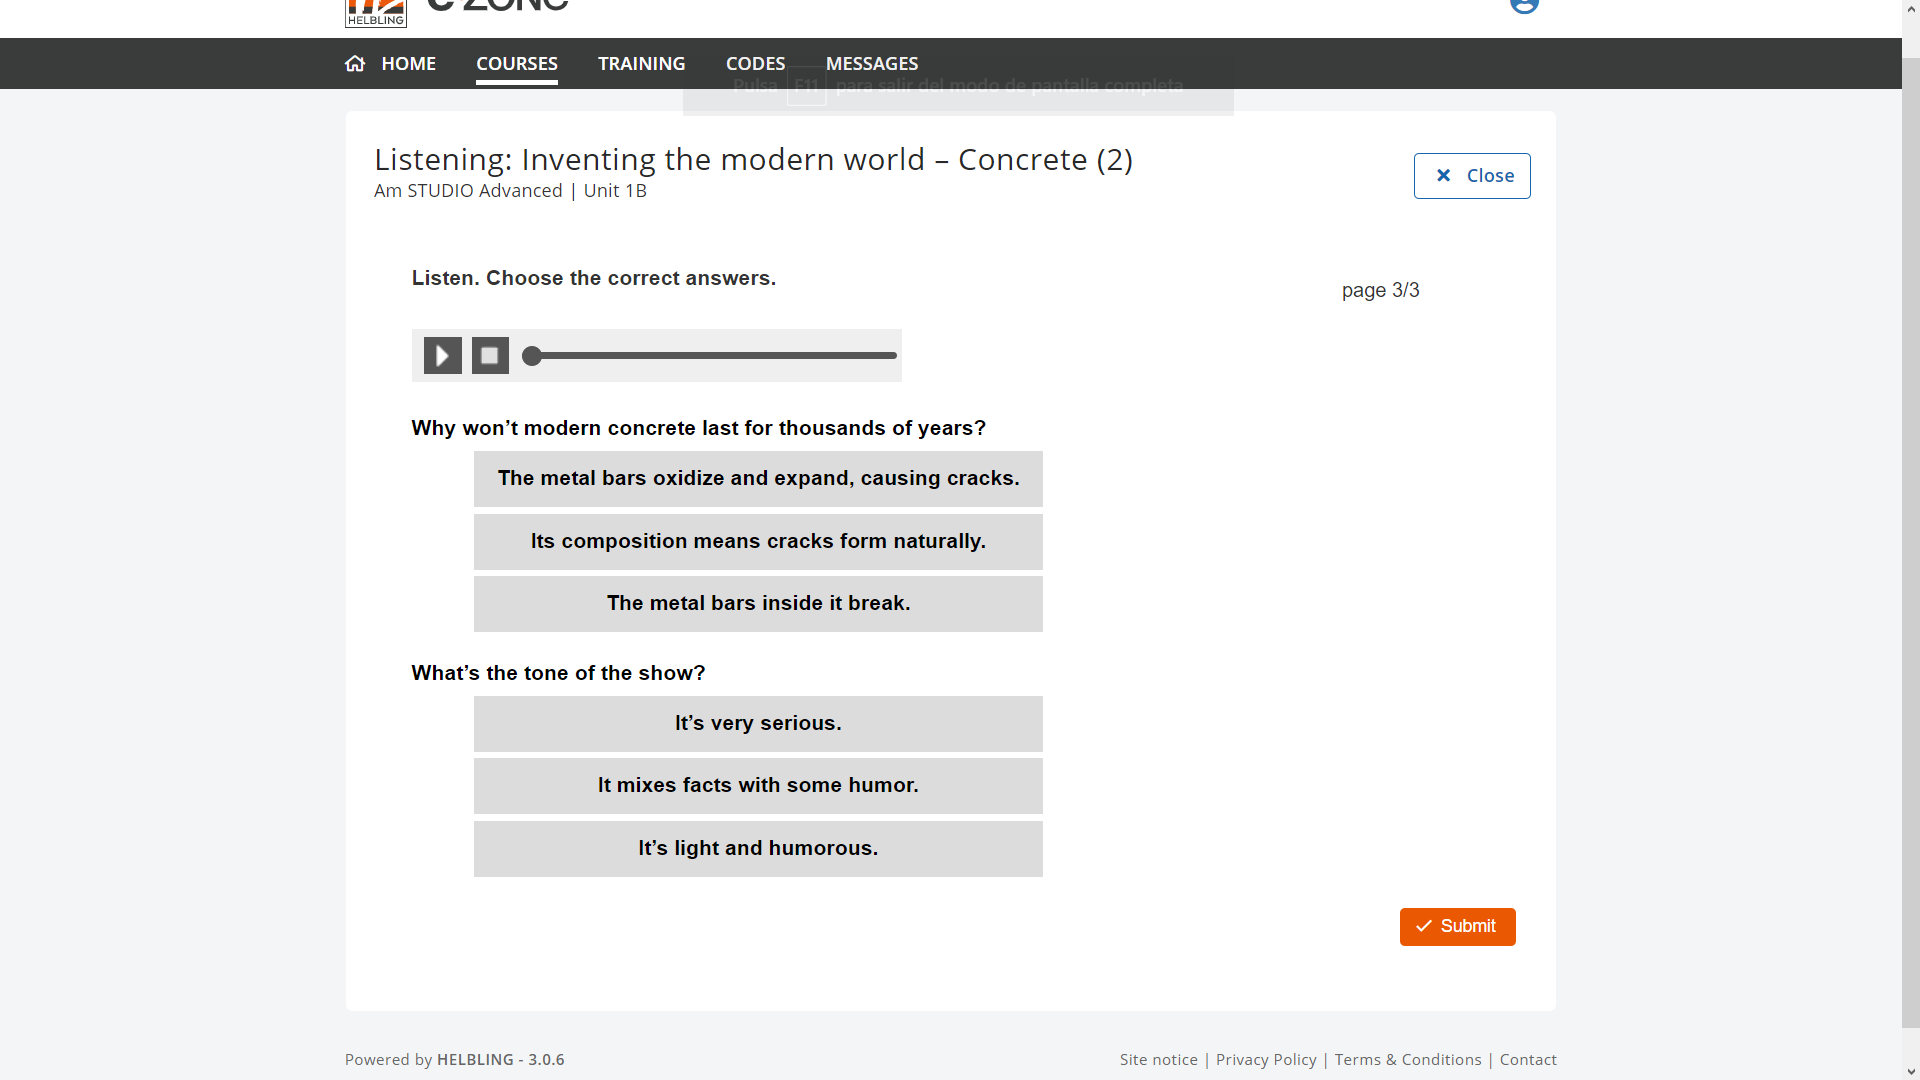 HELBLING
HOME COURSES TRAINING CODES MESSAGES
Pulsa F11 para salir del modo de pantalla completa
Listening: Inventing the modern world – Concrete (2)
Am STUDIO Advanced | Unit 1B
Close
Listen. Choose the correct answers.
page 3/3
Why won’t modern concrete last for thousands of years?
The metal bars oxidize and expand, causing cracks.
Its composition means cracks form naturally.
The metal bars inside it break.
What’s the tone of the show?
It’s very serious.
It mixes facts with some humor.
It’s light and humorous.
Submit
Powered by HELBLING - 3.0.6
Site notice | Privacy Policy | Terms & Conditions | Contact